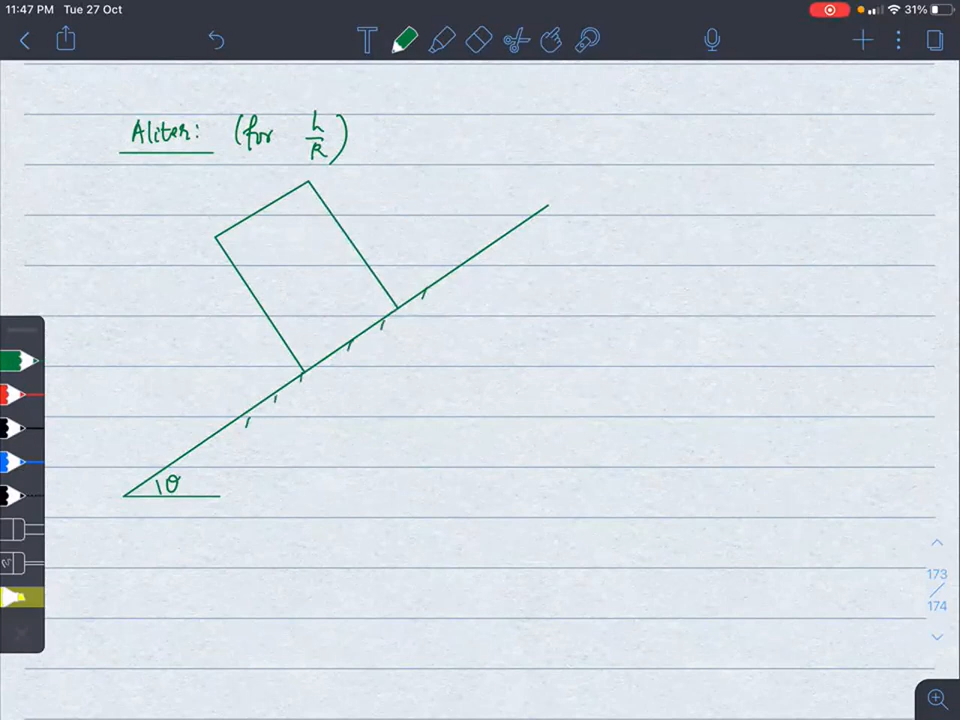 11:47 PM Tue 27 Oct
31%
T
Aliter: (for h/R)
θ
173
174